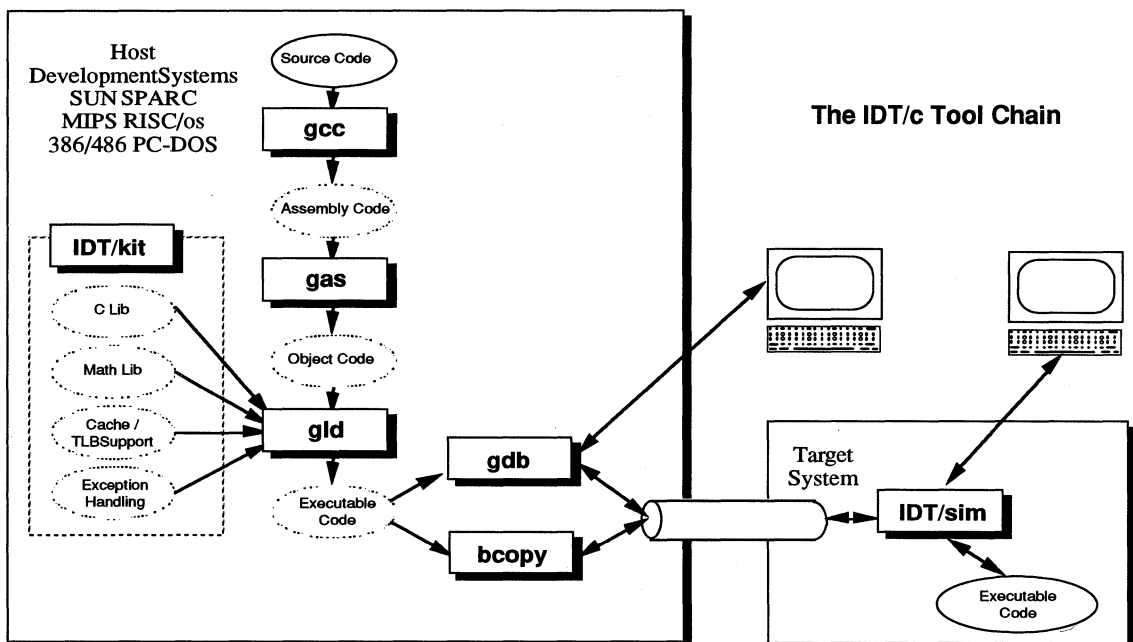 Host
DevelopmentSystems
SUN SPARC
MIPS RISC/os
386/486 PC-DOS
Source Code
gcc
The IDT/c Tool Chain
Assembly Code
IDT/kit
gas
C Lib
Object Code
Math Lib
Cache /
TLBSupport
gld
Exception
Handling
Executable
Code
gdb
bcopy
Target
System
IDT/sim
Executable
Code